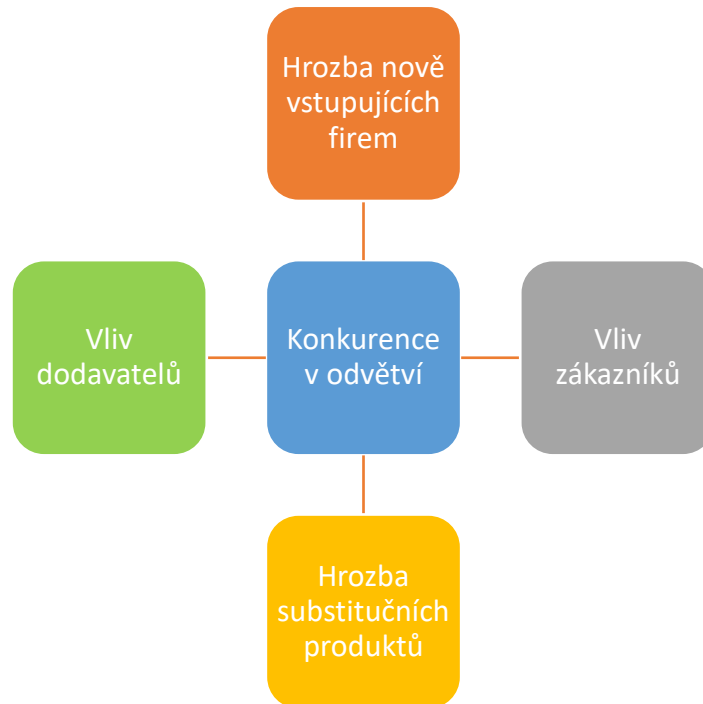 Hrozba nově
vstupujících
firem
Vliv
dodavatelů
Konkurence
v odvětví
Vliv
zákazníků
Hrozba
substitučních
produktů